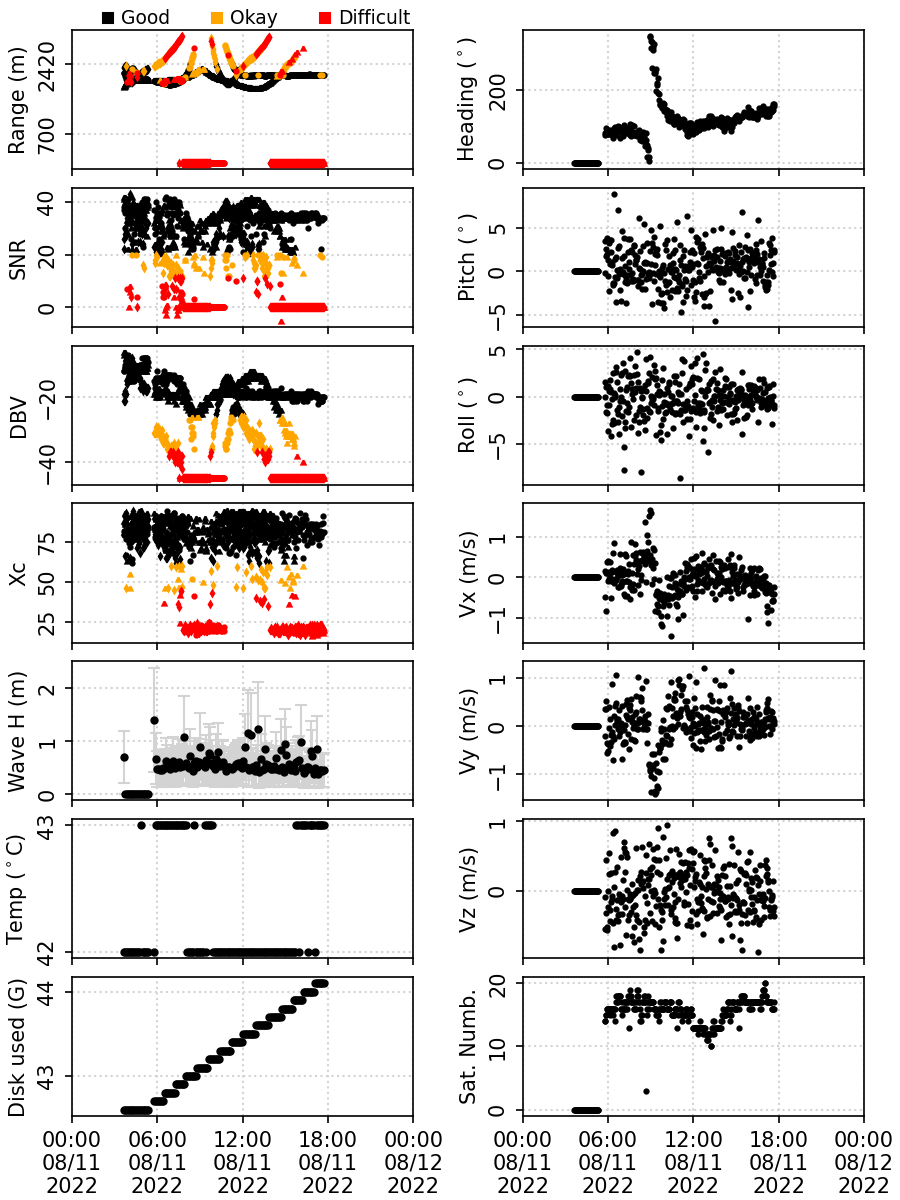 Good Okay Difficult
Range (m)
2420
700
SNR
40
20
0
DBV
−20
−40
Xc
75
50
25
Wave H (m)
2
1
0
Temp (°C)
43
42
Disk used (G)
44
43
00:00 06:00 12:00 18:00 00:00
08/11 08/11 08/11 08/11 08/12
2022 2022 2022 2022 2022
Heading (°)
200
0
Pitch (°)
5
0
−5
Roll (°)
5
0
−5
Vx (m/s)
1
0
−1
Vy (m/s)
1
0
−1
Vz (m/s)
1
0
Sat. Numb.
20
10
0
00:00 06:00 12:00 18:00 00:00
08/11 08/11 08/11 08/11 08/12
2022 2022 2022 2022 2022